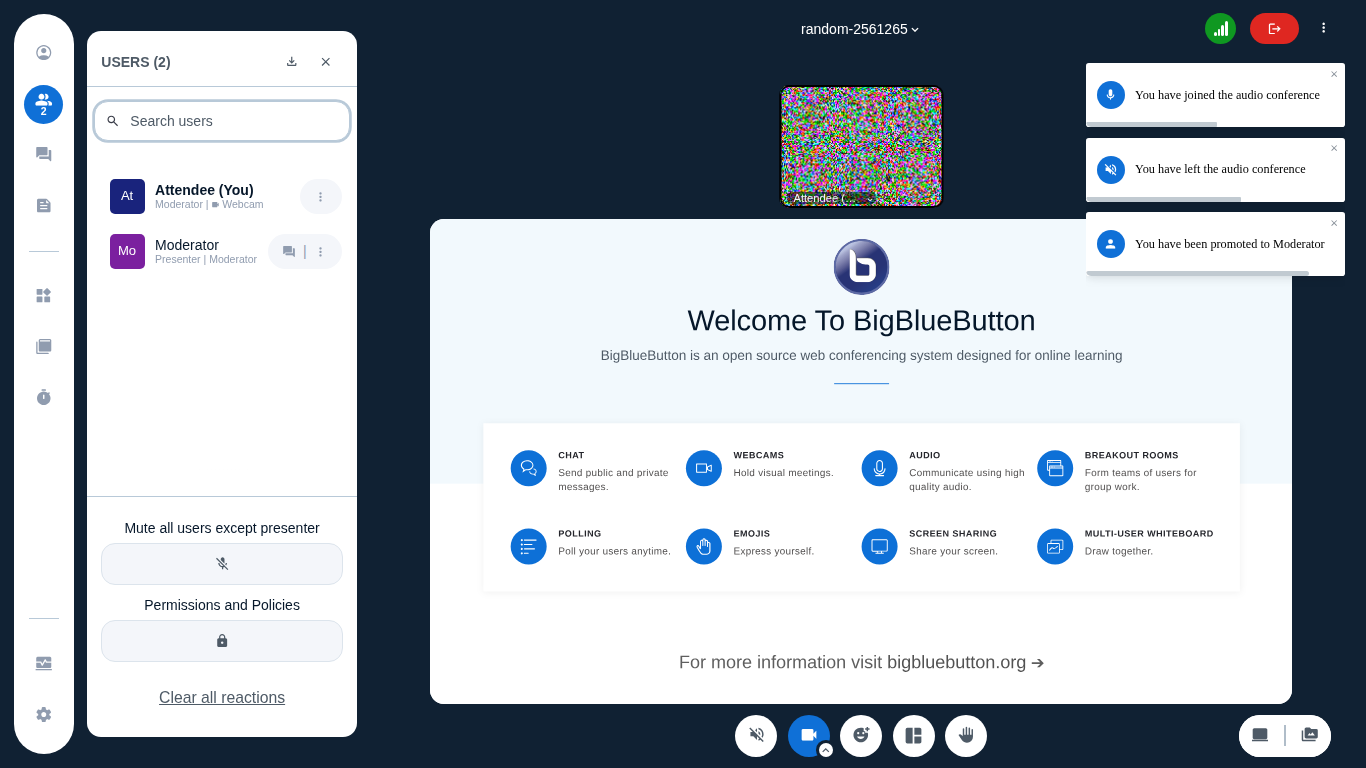 random-2561265
USERS (2)
2
Search users
At
Attendee (You)
Moderator | Webcam
Mo
Moderator
Presenter | Moderator
Mute all users except presenter
Permissions and Policies
Clear all reactions
Attendee (...
You have joined the audio conference
You have left the audio conference
You have been promoted to Moderator
Welcome To BigBlueButton
BigBlueButton is an open source web conferencing system designed for online learning
CHAT
Send public and private
messages.
WEBCAMS
Hold visual meetings.
AUDIO
Communicate using high
quality audio.
BREAKOUT ROOMS
Form teams of users for
group work.
POLLING
Poll your users anytime.
EMOJIS
Express yourself.
SCREEN SHARING
Share your screen.
MULTI-USER WHITEBOARD
Draw together.
For more information visit bigbluebutton.org ➔